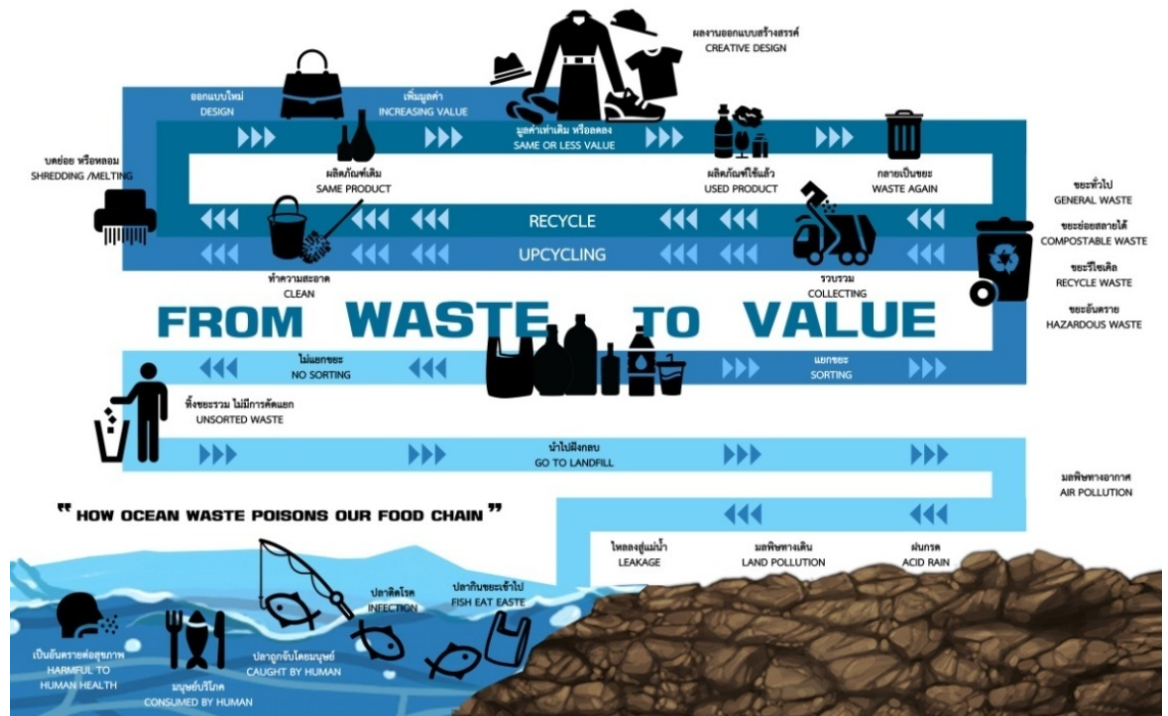 ผลงานออกแบบสร้างสรรค์
CREATIVE DESIGN
ออกแบบใหม่
DESIGN
เพิ่มมูลค่า
INCREASING VALUE
มูลค่าเท่าเดิม หรือลดลง
SAME OR LESS VALUE
บดย่อย หรือหลอม
SHREDDING /MELTING
ผลิตภัณฑ์เดิม
SAME PRODUCT
ผลิตภัณฑ์ใช้แล้ว
USED PRODUCT
กลายเป็นขยะ
WASTE AGAIN
ขยะทั่วไป
GENERAL WASTE
ขยะย่อยสลายได้
COMPOSTABLE WASTE
ขยะรีไซเคิล
RECYCLE WASTE
ขยะอันตราย
HAZARDOUS WASTE
RECYCLE
UPCYCLING
ทำความสะอาด
CLEAN
รวบรวม
COLLECTING
FROM WASTE TO VALUE
ไม่แยกขยะ
NO SORTING
แยกขยะ
SORTING
ทิ้งขยะรวม ไม่มีการคัดแยก
UNSORTED WASTE
นำไปฝังกลบ
GO TO LANDFILL
มลพิษทางอากาศ
AIR POLLUTION
" HOW OCEAN WASTE POISONS OUR FOOD CHAIN "
ไหลลงสู่แม่น้ำ
LEAKAGE
มลพิษทางดิน
LAND POLLUTION
ฝนกรด
ACID RAIN
ปลาติดโรค
INFECTION
ปลากินขยะเข้าไป
FISH EAT EASTE
เป็นอันตรายต่อสุขภาพ
HARMFUL TO
HUMAN HEALTH
มนุษย์บริโภค
CONSUMED BY HUMAN
ปลาถูกจับโดยมนุษย์
CAUGHT BY HUMAN